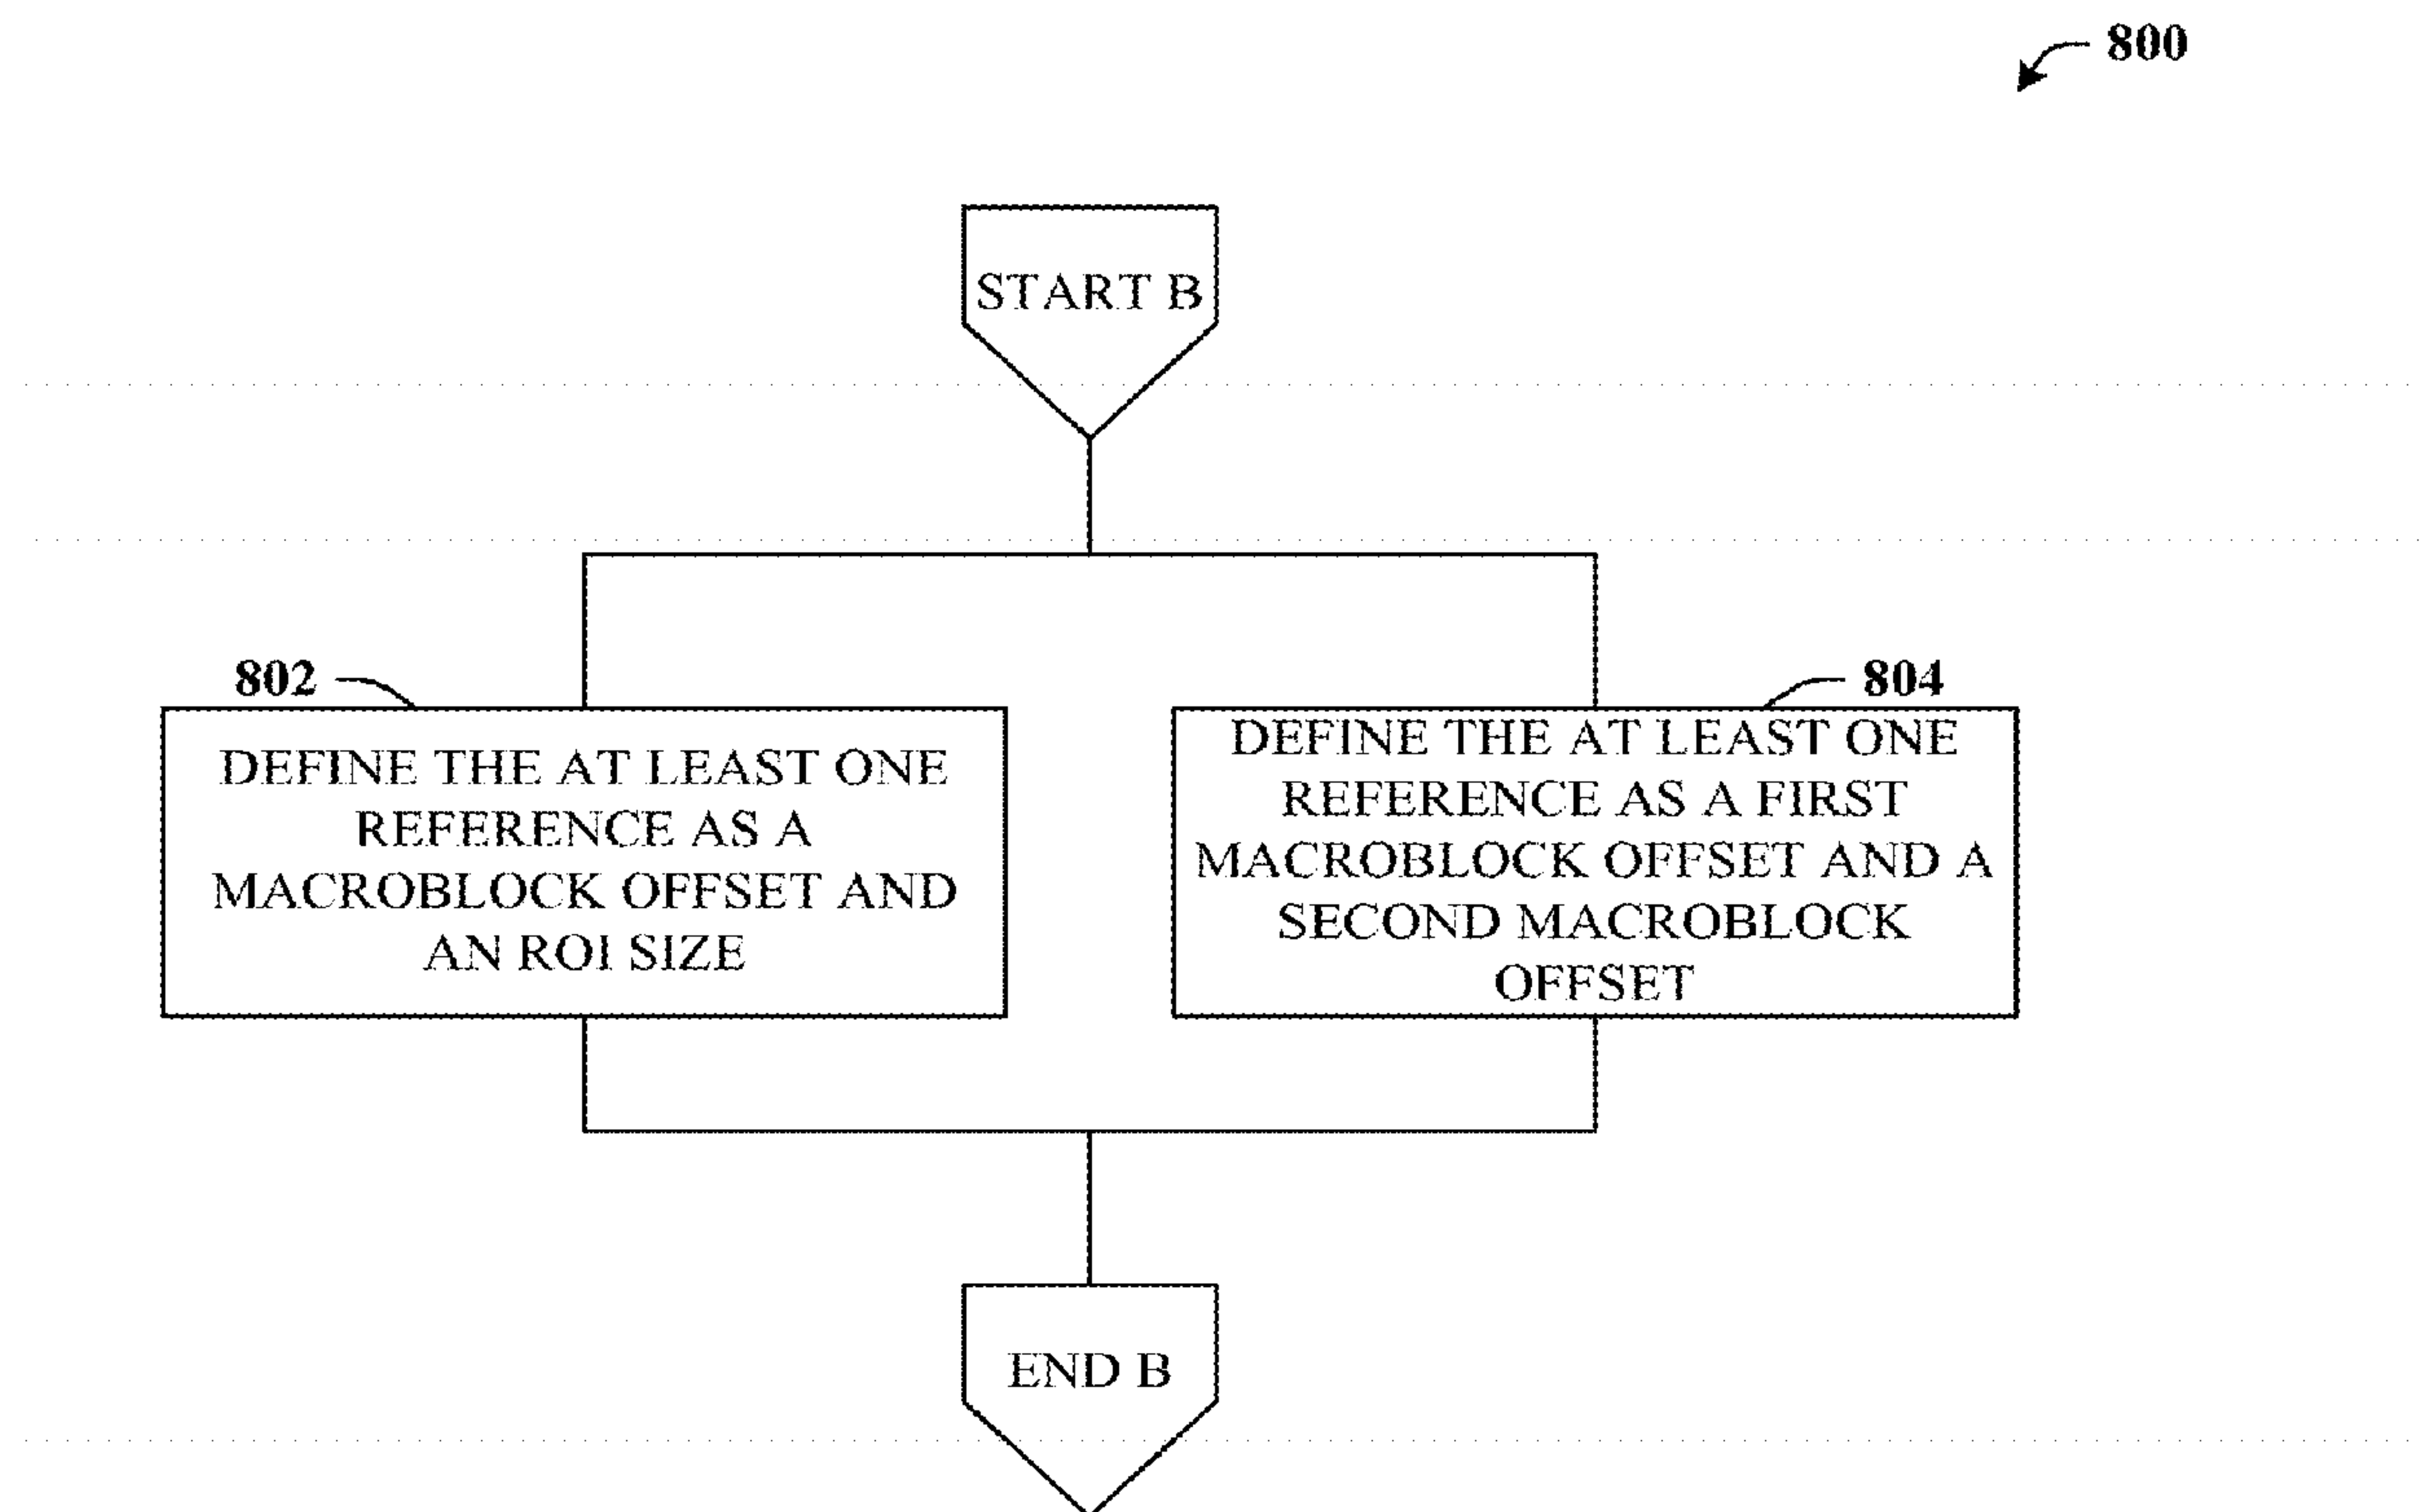 800
START B
802
DEFINE THE AT LEAST ONE
REFERENCE AS A
MACROBLOCK OFFSET AND
AN ROI SIZE
804
DEFINE THE AT LEAST ONE
REFERENCE AS A FIRST
MACROBLOCK OFFSET AND A
SECOND MACROBLOCK
OFFSET
END B